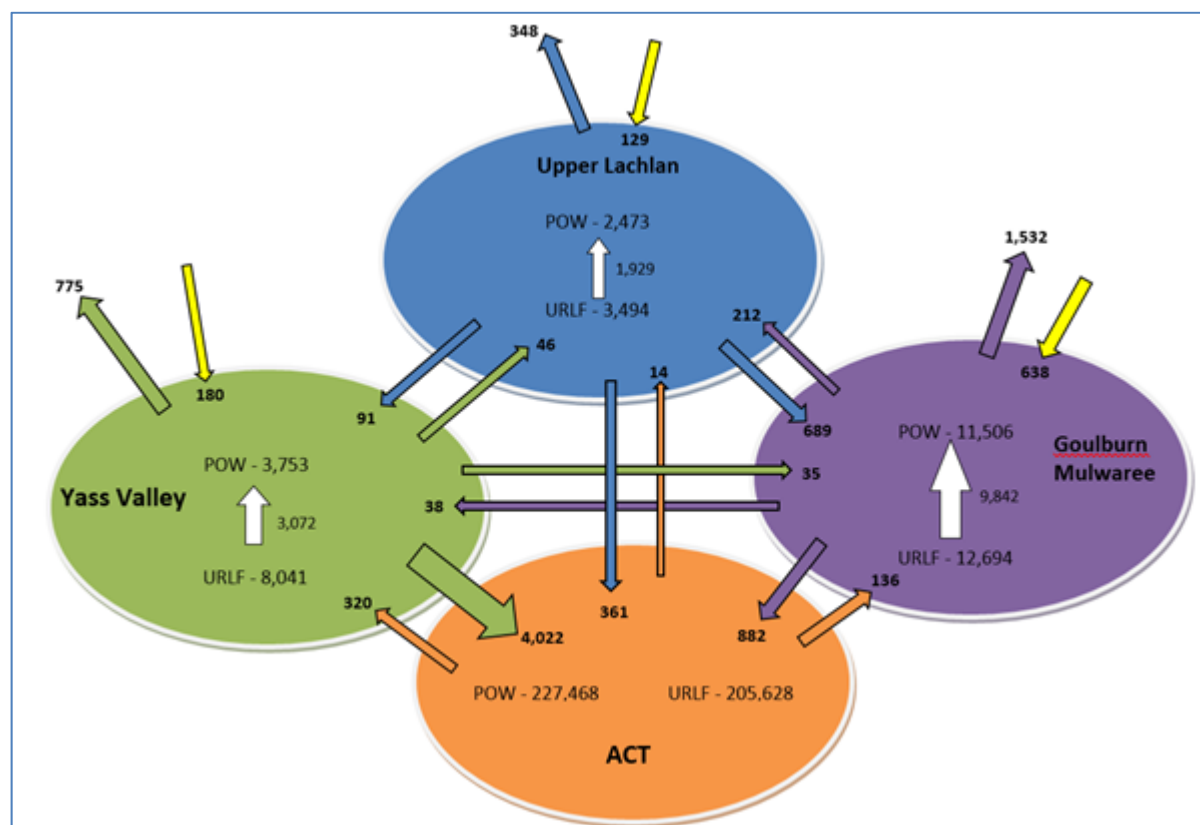 348
129
Upper Lachlan
POW - 2,473
1,929
URLF - 3,494
1,532
638
775
180
212
46
14
91
689
POW - 11,506
Goulburn
Mulwaree
9,842
URLF - 12,694
35
38
POW - 3,753
Yass Valley
3,072
URLF - 8,041
136
320
361
4,022
882
POW - 227,468
URLF - 205,628
ACT